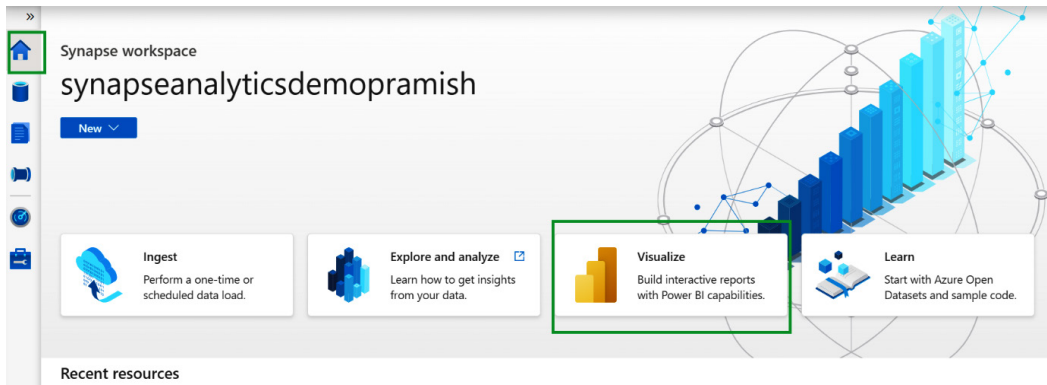 »
Synapse workspace
synapseanalyticsdemopramish
New
Ingest
Perform a one-time or
scheduled data load.
Explore and analyze
Learn how to get insights
from your data.
Visualize
Build interactive reports
with Power BI capabilities.
Learn
Start with Azure Open
Datasets and sample code.
Recent resources